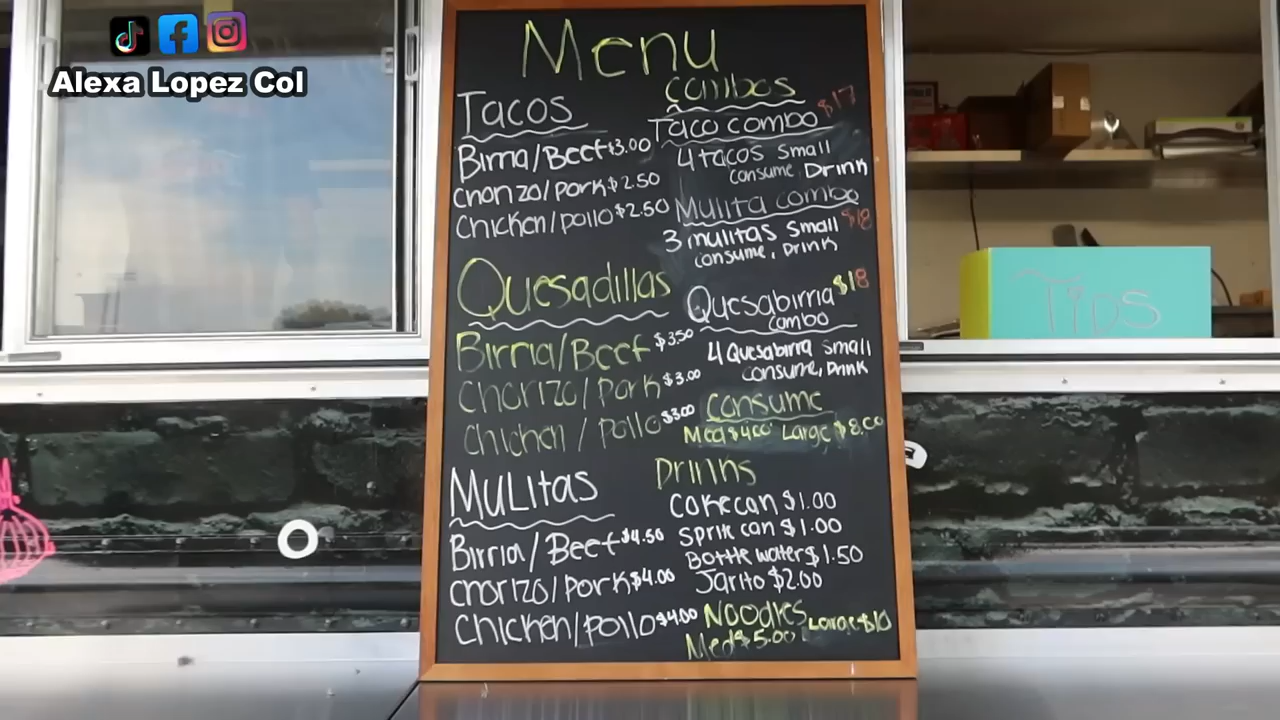 Alexa Lopez Col
Menu
Tacos
Birria/Beef $3.00
Chorizo/Pork $2.50
Chicken/pollo $2.50
Quesadillas
Birria/Beef $3.50
Chorizo/Pork $3.00
Chicken/Pollo $3.00
Mulitas
Birria/Beef $4.50
Chorizo/Pork $4.00
Chicken/pollo $4.00
Combos
Taco combo $17
4 tacos small
consume, Drink
Mulita combo $18
3 mulitas small
consume, Drink
Quesabirria $18
combo
4 Quesabirra small
consume, Drink
Consume
Med $4.00 Large $8.00
Drinks
Coke can $1.00
Sprite can $1.00
Bottle water $1.50
Jarito $2.00
Noodles
Med $5.00 Large $10
Tips